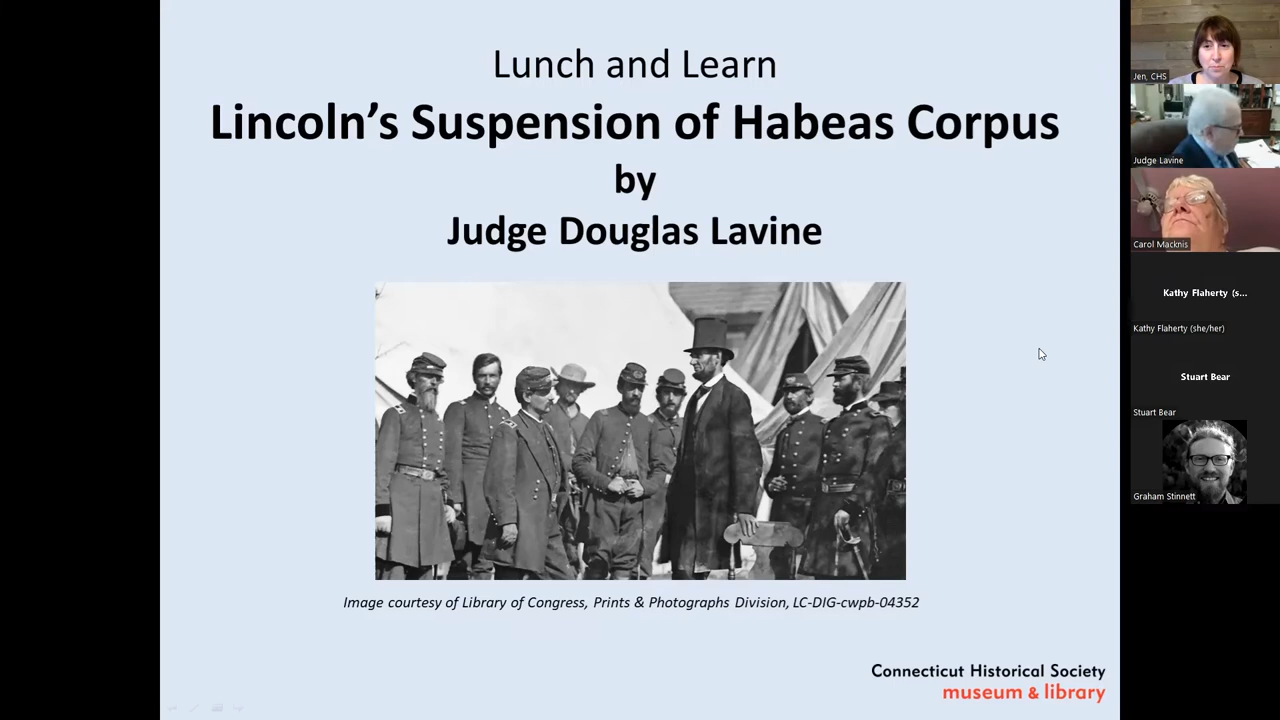 Lunch and Learn
Lincoln’s Suspension of Habeas Corpus
by
Judge Douglas Lavine
Image courtesy of Library of Congress, Prints & Photographs Division, LC-DIG-cwpb-04352
Connecticut Historical Society
museum & library
Jen, CHS
Judge Lavine
Carol Macknis
Kathy Flaherty (s...
Kathy Flaherty (she/her)
Stuart Bear
Stuart Bear
Graham Stinnett